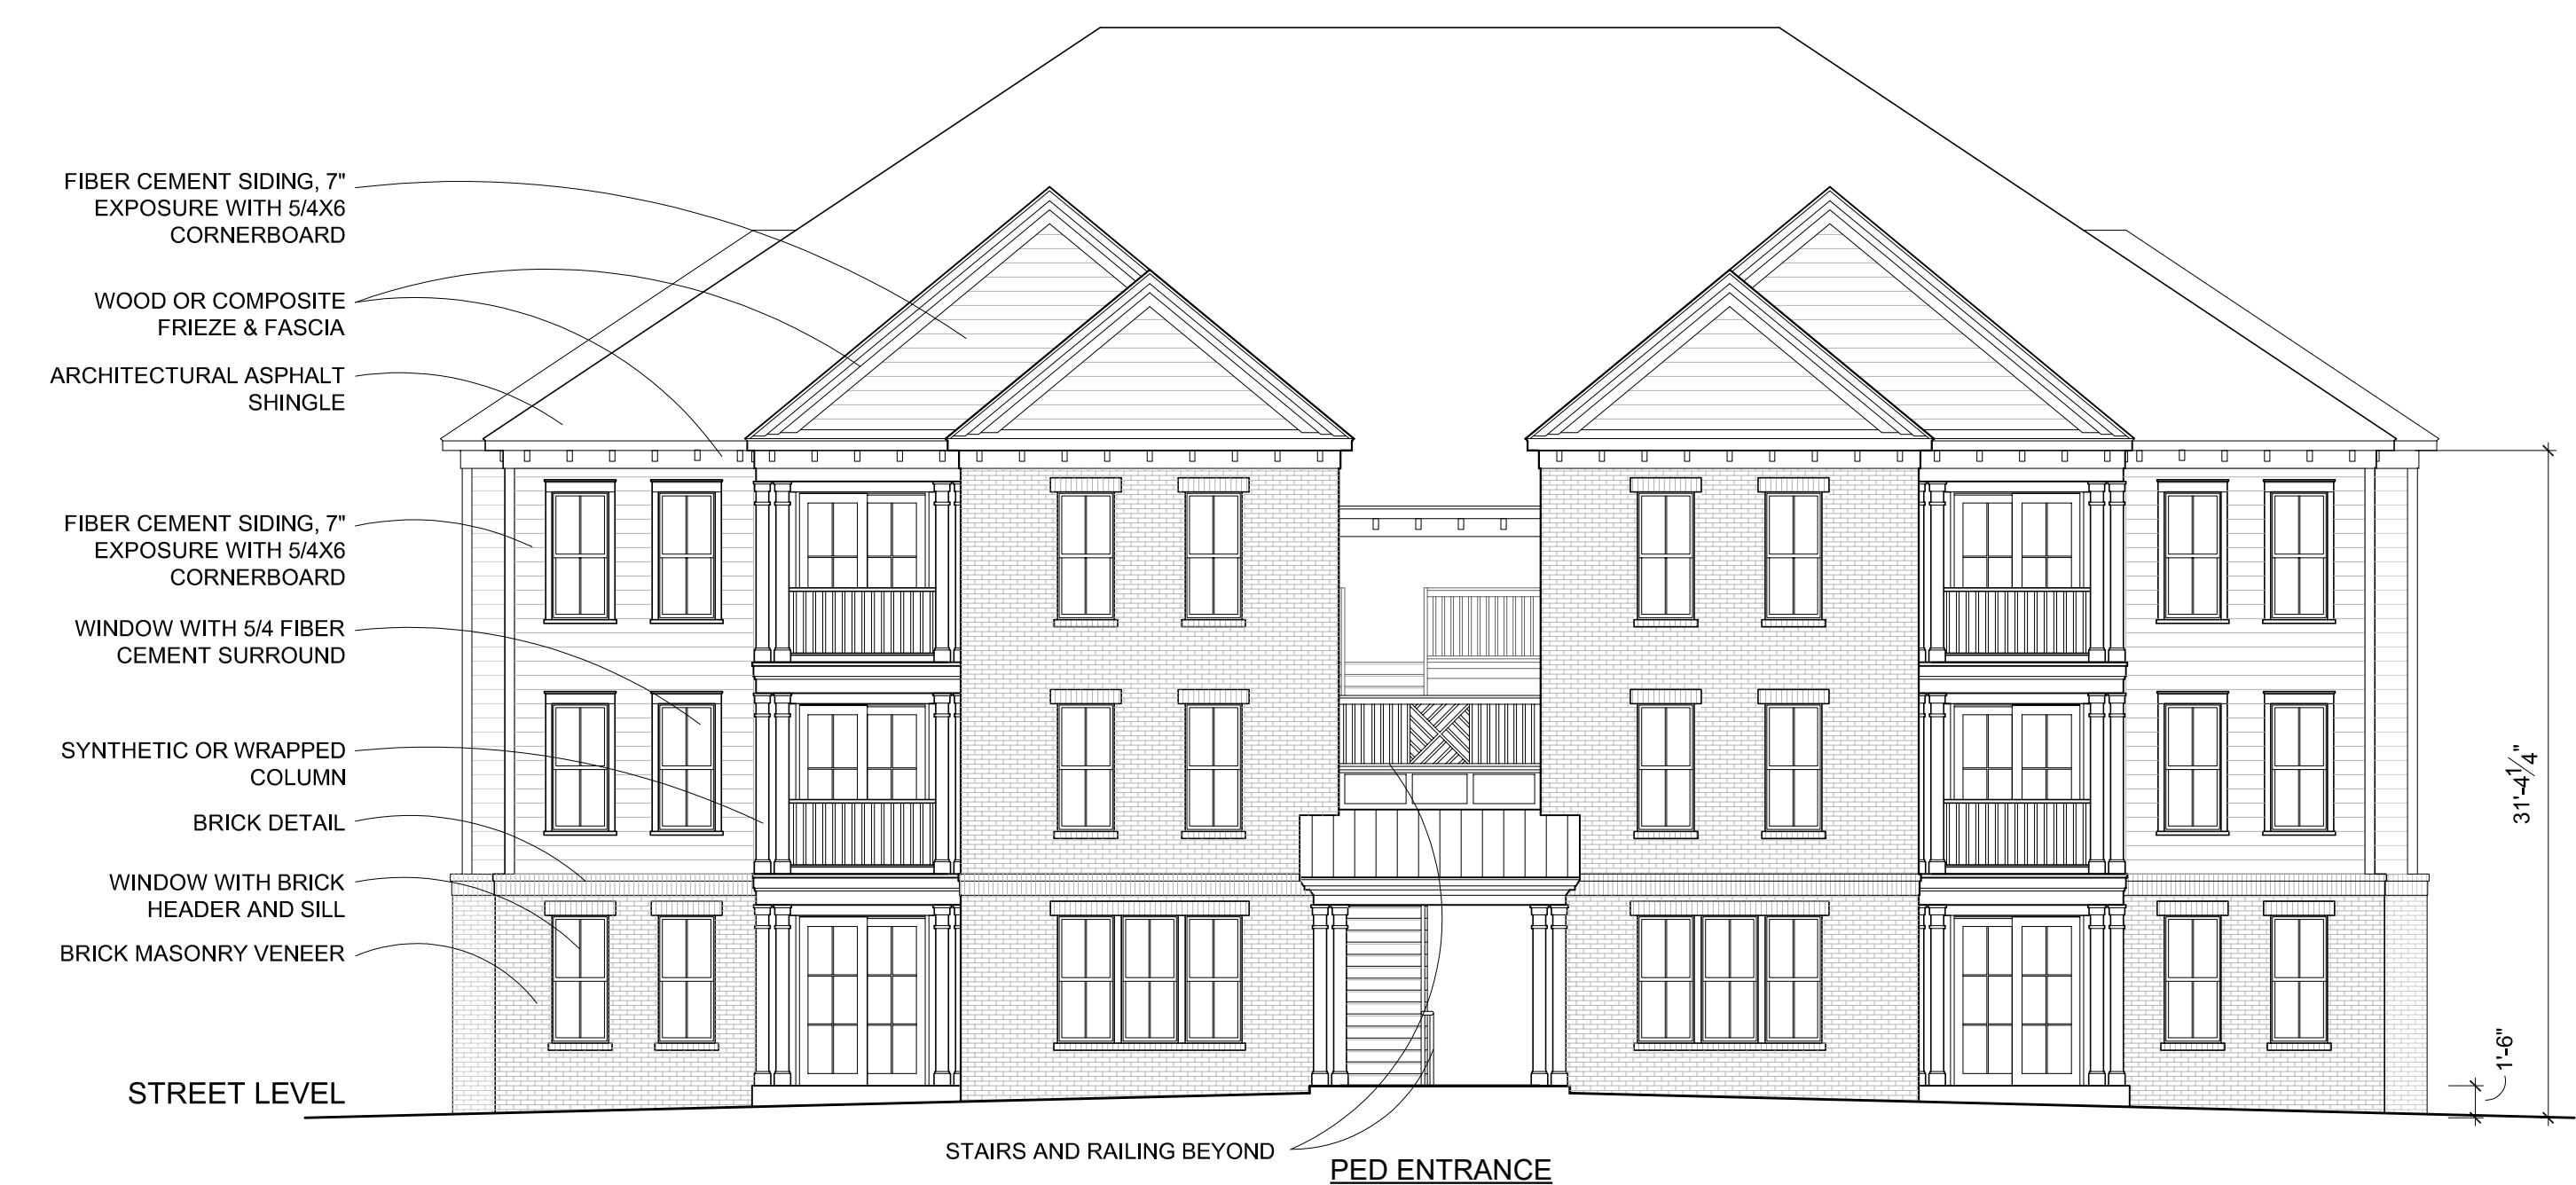 FIBER CEMENT SIDING, 7"
EXPOSURE WITH 5/4X6
CORNERBOARD
WOOD OR COMPOSITE
FRIEZE & FASCIA
ARCHITECTURAL ASPHALT
SHINGLE
FIBER CEMENT SIDING, 7"
EXPOSURE WITH 5/4X6
CORNERBOARD
WINDOW WITH 5/4 FIBER
CEMENT SURROUND
SYNTHETIC OR WRAPPED
COLUMN
BRICK DETAIL
WINDOW WITH BRICK
HEADER AND SILL
BRICK MASONRY VENEER
STREET LEVEL
STAIRS AND RAILING BEYOND
PED ENTRANCE
31'-4 1/4"
1'-6"